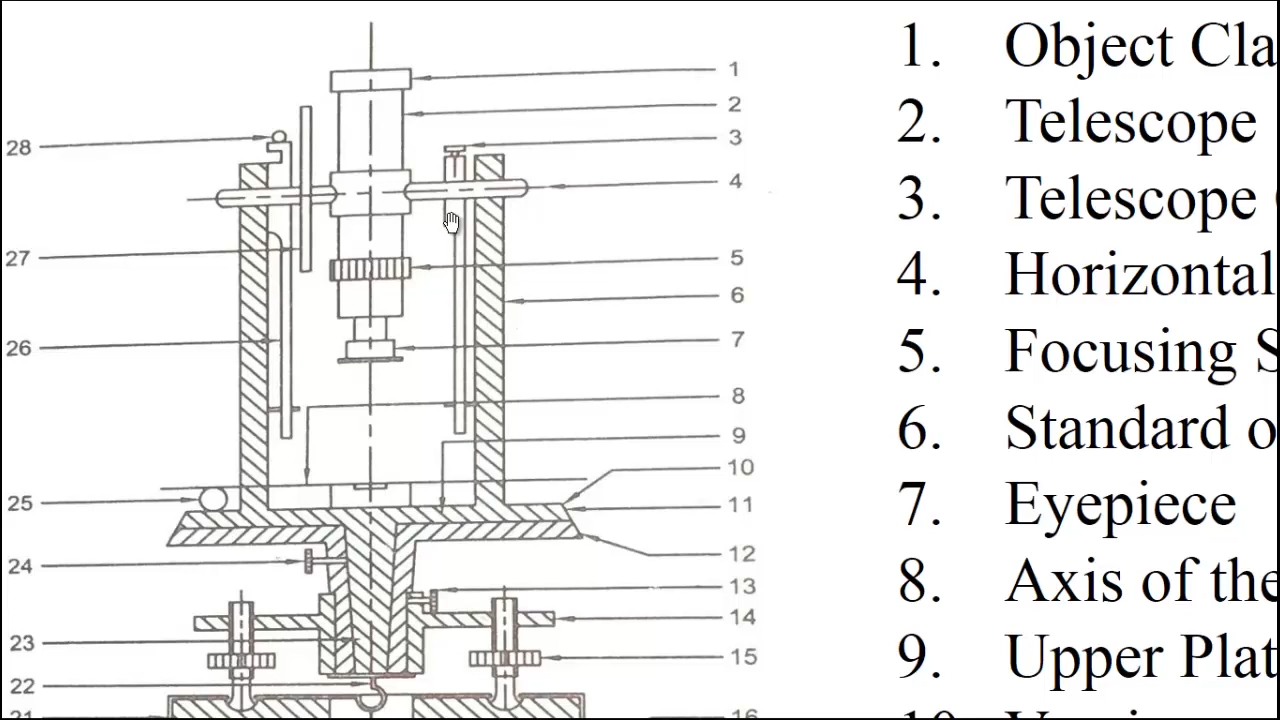 1
2
3
4
5
6
7
8
9
10
11
12
13
14
15
28
27
26
25
24
23
22
1. Object Cla
2. Telescope
3. Telescope
4. Horizontal
5. Focusing S
6. Standard o
7. Eyepiece
8. Axis of the
9. Upper Plat